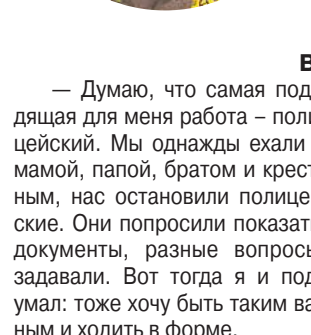 В
— Думаю, что самая под
дящая для меня работа – поли
цейский. Мы однажды ехали
мамой, папой, братом и крест
ным, нас остановили полице
ские. Они попросили показат
документы, разные вопрос
задавали. Вот тогда я и под
умал: тоже хочу быть таким ва
ным и ходить в форме.